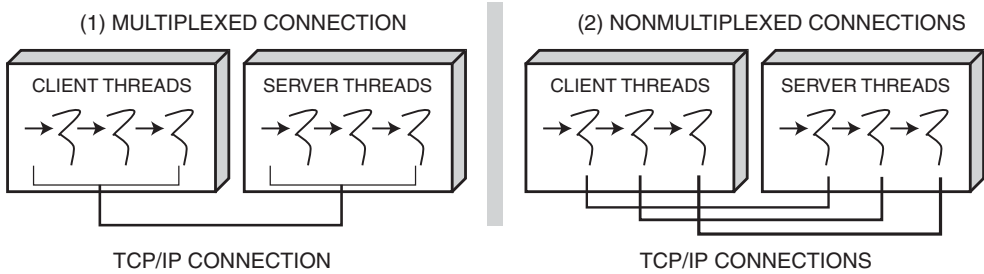 (1) MULTIPLEXED CONNECTION
CLIENT THREADS
SERVER THREADS
TCP/IP CONNECTION
(2) NONMULTIPLEXED CONNECTIONS
CLIENT THREADS
SERVER THREADS
TCP/IP CONNECTIONS